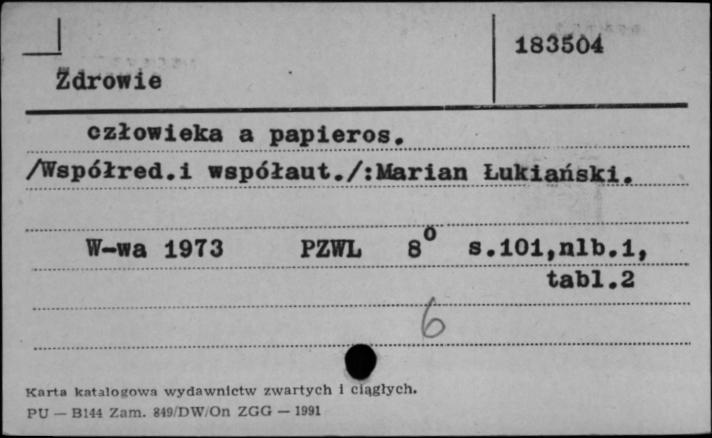 183504
Zdrowie
człowieka a papieros.
/Współred.i współaut./:Marian Łukiański.
W-wa 1973 PZWL 8° s.101,nlb.1,
tabl.2
6
Karta katalogowa wydawnictw zwartych i ciągłych.
PU — B144 Zam. 849/DW/On ZGG — 1991